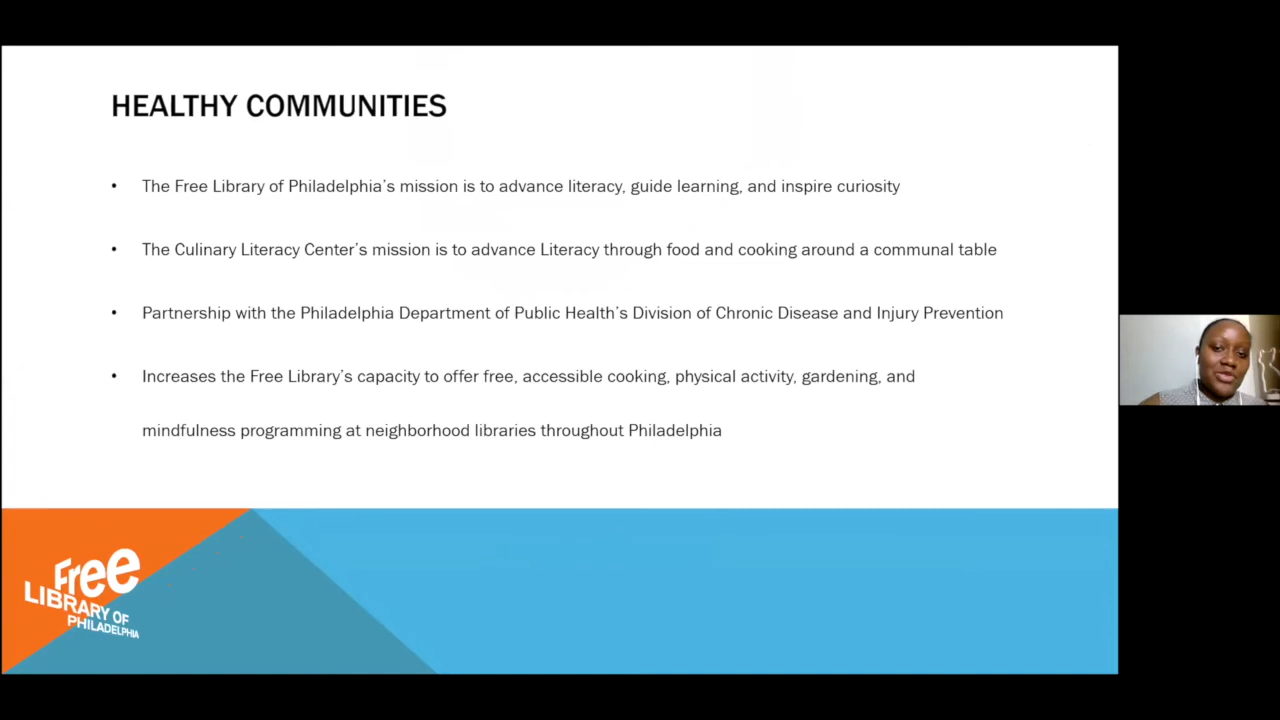 HEALTHY COMMUNITIES
• The Free Library of Philadelphia’s mission is to advance literacy, guide learning, and inspire curiosity
• The Culinary Literacy Center’s mission is to advance Literacy through food and cooking around a communal table
• Partnership with the Philadelphia Department of Public Health’s Division of Chronic Disease and Injury Prevention
• Increases the Free Library’s capacity to offer free, accessible cooking, physical activity, gardening, and
mindfulness programming at neighborhood libraries throughout Philadelphia
Free
LIBRARY OF
PHILADELPHIA